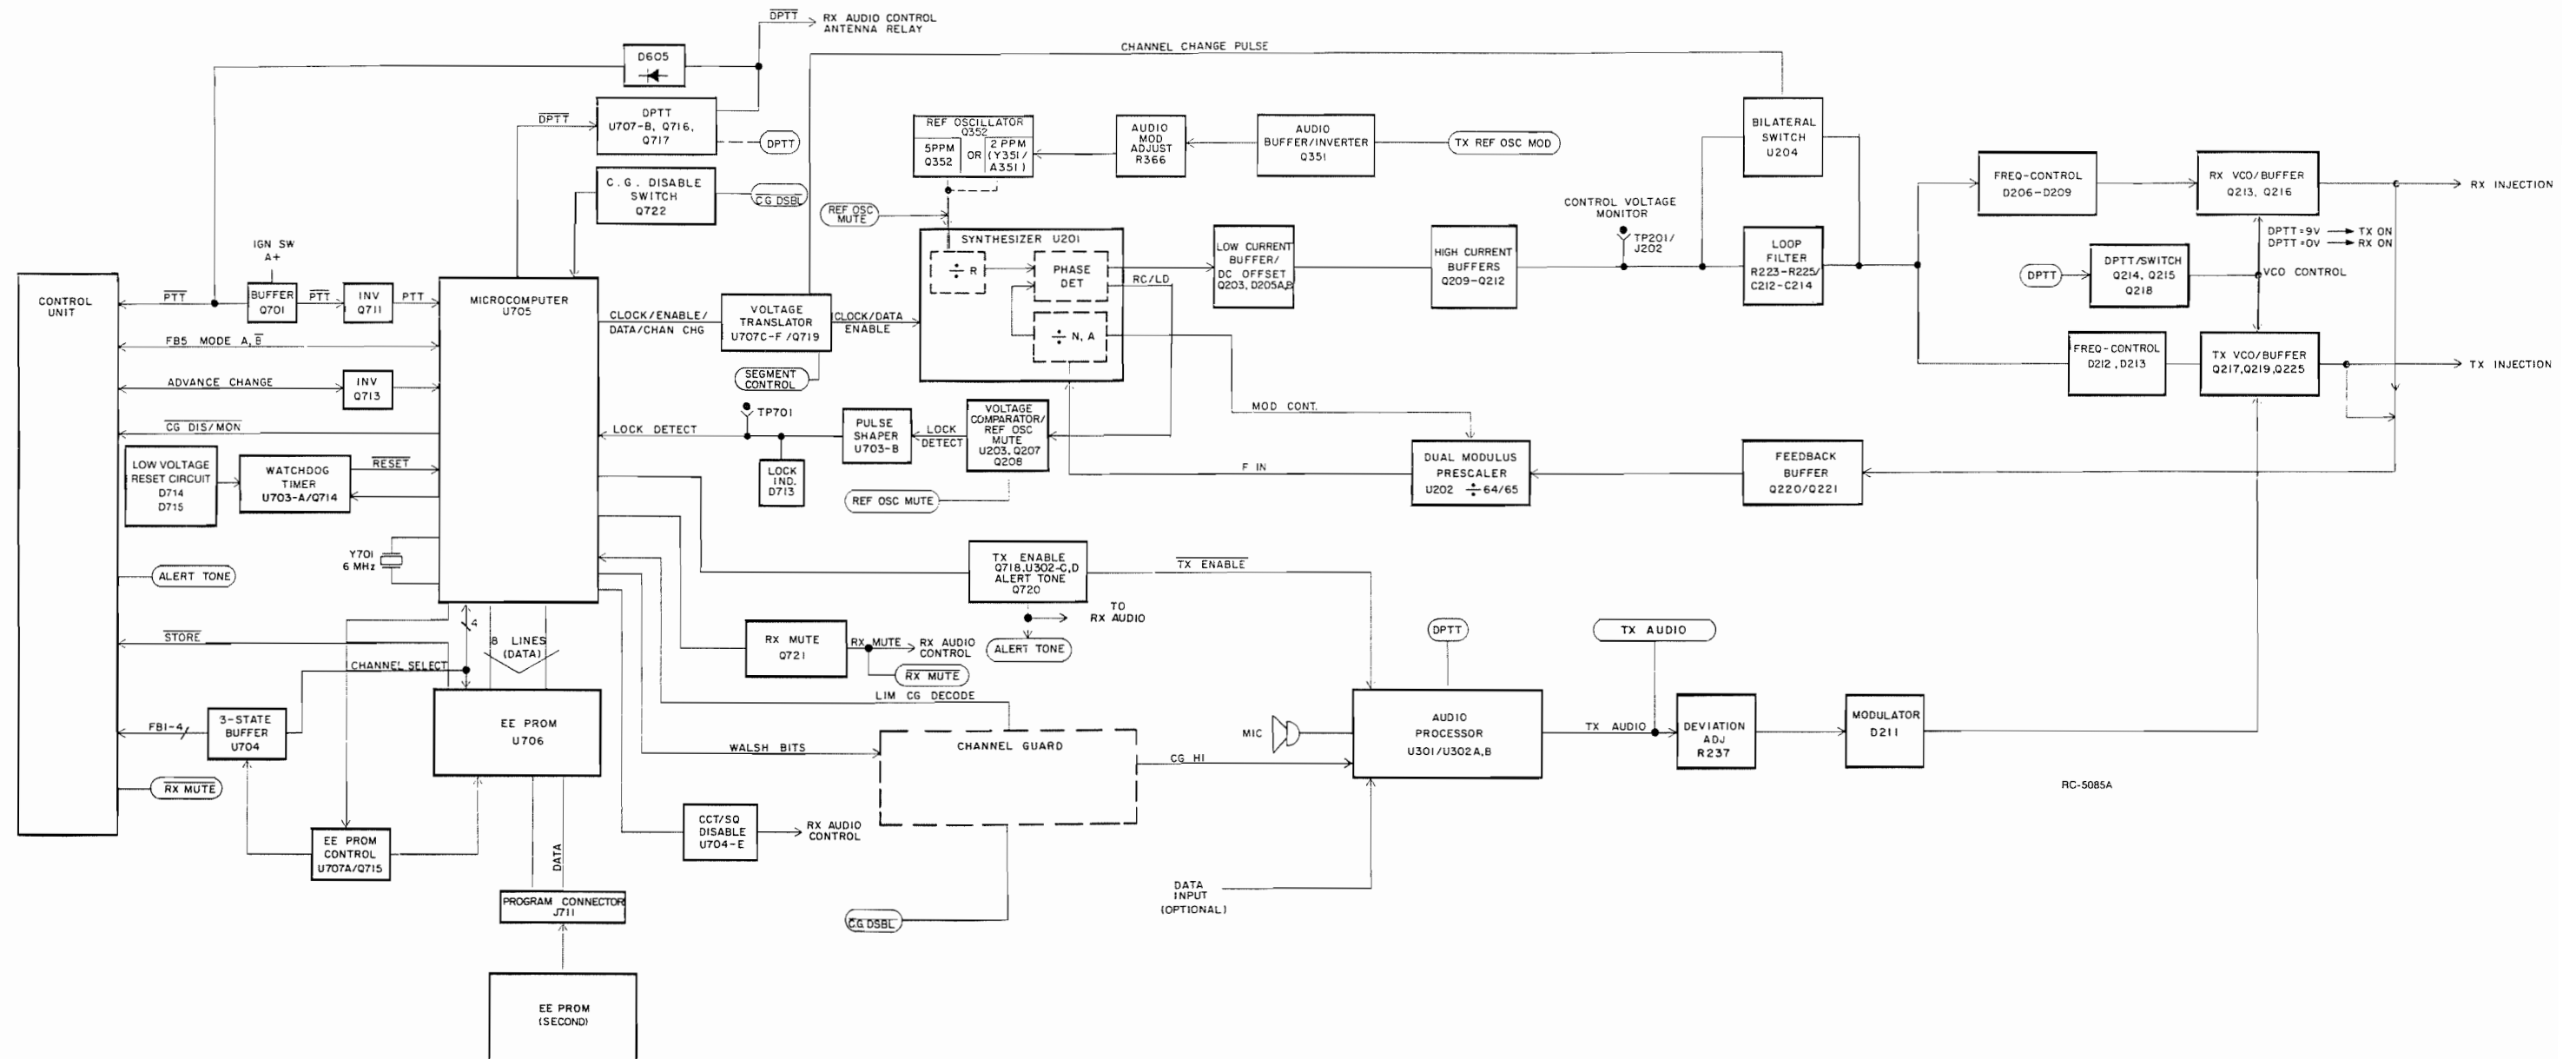 DPTT
RX AUDIO CONTROL
ANTENNA RELAY
CHANNEL CHANGE PULSE
D605
DPTT
U707-B, Q716,
Q717
DPTT
DPTT
C.G. DISABLE
SWITCH
Q722
CG DSBL
REF OSCILLATOR
Q352
5PPM
Q352
OR
2 PPM
(Y351/
A351)
AUDIO
MOD
ADJUST
R366
AUDIO
BUFFER/INVERTER
Q351
TX REF OSC MOD
BILATERAL
SWITCH
U204
REF OSC
MUTE
CONTROL VOLTAGE
MONITOR
TP201/
J202
FREQ-CONTROL
D206-D209
RX VCO/BUFFER
Q213, Q216
RX INJECTION
DPTT=9V → TX ON
DPTT=0V → RX ON
SYNTHESIZER U201
÷ R
PHASE
DET
÷ N, A
RC/LD
LOW CURRENT
BUFFER/
DC OFFSET
Q203, D205A,B
HIGH CURRENT
BUFFERS
Q209-Q212
LOOP
FILTER
R223-R225/
C212-C214
DPTT
DPTT/SWITCH
Q214, Q215
Q218
VCO CONTROL
FREQ-CONTROL
D212, D213
TX VCO/BUFFER
Q217,Q219,Q225
TX INJECTION
CONTROL
UNIT
IGN SW
A+
PTT
BUFFER
Q701
PTT
INV
Q711
PTT
MICROCOMPUTER
U705
CLOCK/ENABLE/
DATA/CHAN CHG
VOLTAGE
TRANSLATOR
U707C-F/Q719
CLOCK/DATA
ENABLE
SEGMENT
CONTROL
FB5 MODE A, B
ADVANCE CHANGE
INV
Q713
CG DIS/MON
LOW VOLTAGE
RESET CIRCUIT
D714
D715
WATCHDOG
TIMER
U703-A/Q714
RESET
Y701
6 MHz
LOCK DETECT
TP701
LOCK
IND.
D713
PULSE
SHAPER
U703-B
LOCK
DETECT
VOLTAGE
COMPARATOR/
REF OSC
MUTE
U203, Q207
Q208
REF OSC MUTE
MOD CONT.
F IN
DUAL MODULUS
PRESCALER
U202 ÷64/65
FEEDBACK
BUFFER
Q220/Q221
ALERT TONE
TX ENABLE
Q718,U302-C,D
ALERT TONE
Q720
TX ENABLE
TO
RX AUDIO
ALERT TONE
STORE
4
8 LINES
(DATA)
CHANNEL SELECT
RX MUTE
Q721
RX MUTE
RX AUDIO
CONTROL
RX MUTE
LIM CG DECODE
FB1-4
3-STATE
BUFFER
U704
EE PROM
U706
WALSH BITS
CHANNEL GUARD
CG HI
MIC
DPTT
AUDIO
PROCESSOR
U301/U302A,B
TX AUDIO
TX AUDIO
DEVIATION
ADJ
R237
MODULATOR
D211
RX MUTE
EE PROM
CONTROL
U707A/Q715
CCT/SQ
DISABLE
U704-E
RX AUDIO
CONTROL
DATA
PROGRAM CONNECTOR
J711
CG DSBL
DATA
INPUT
(OPTIONAL)
RC-5085A
EE PROM
(SECOND)